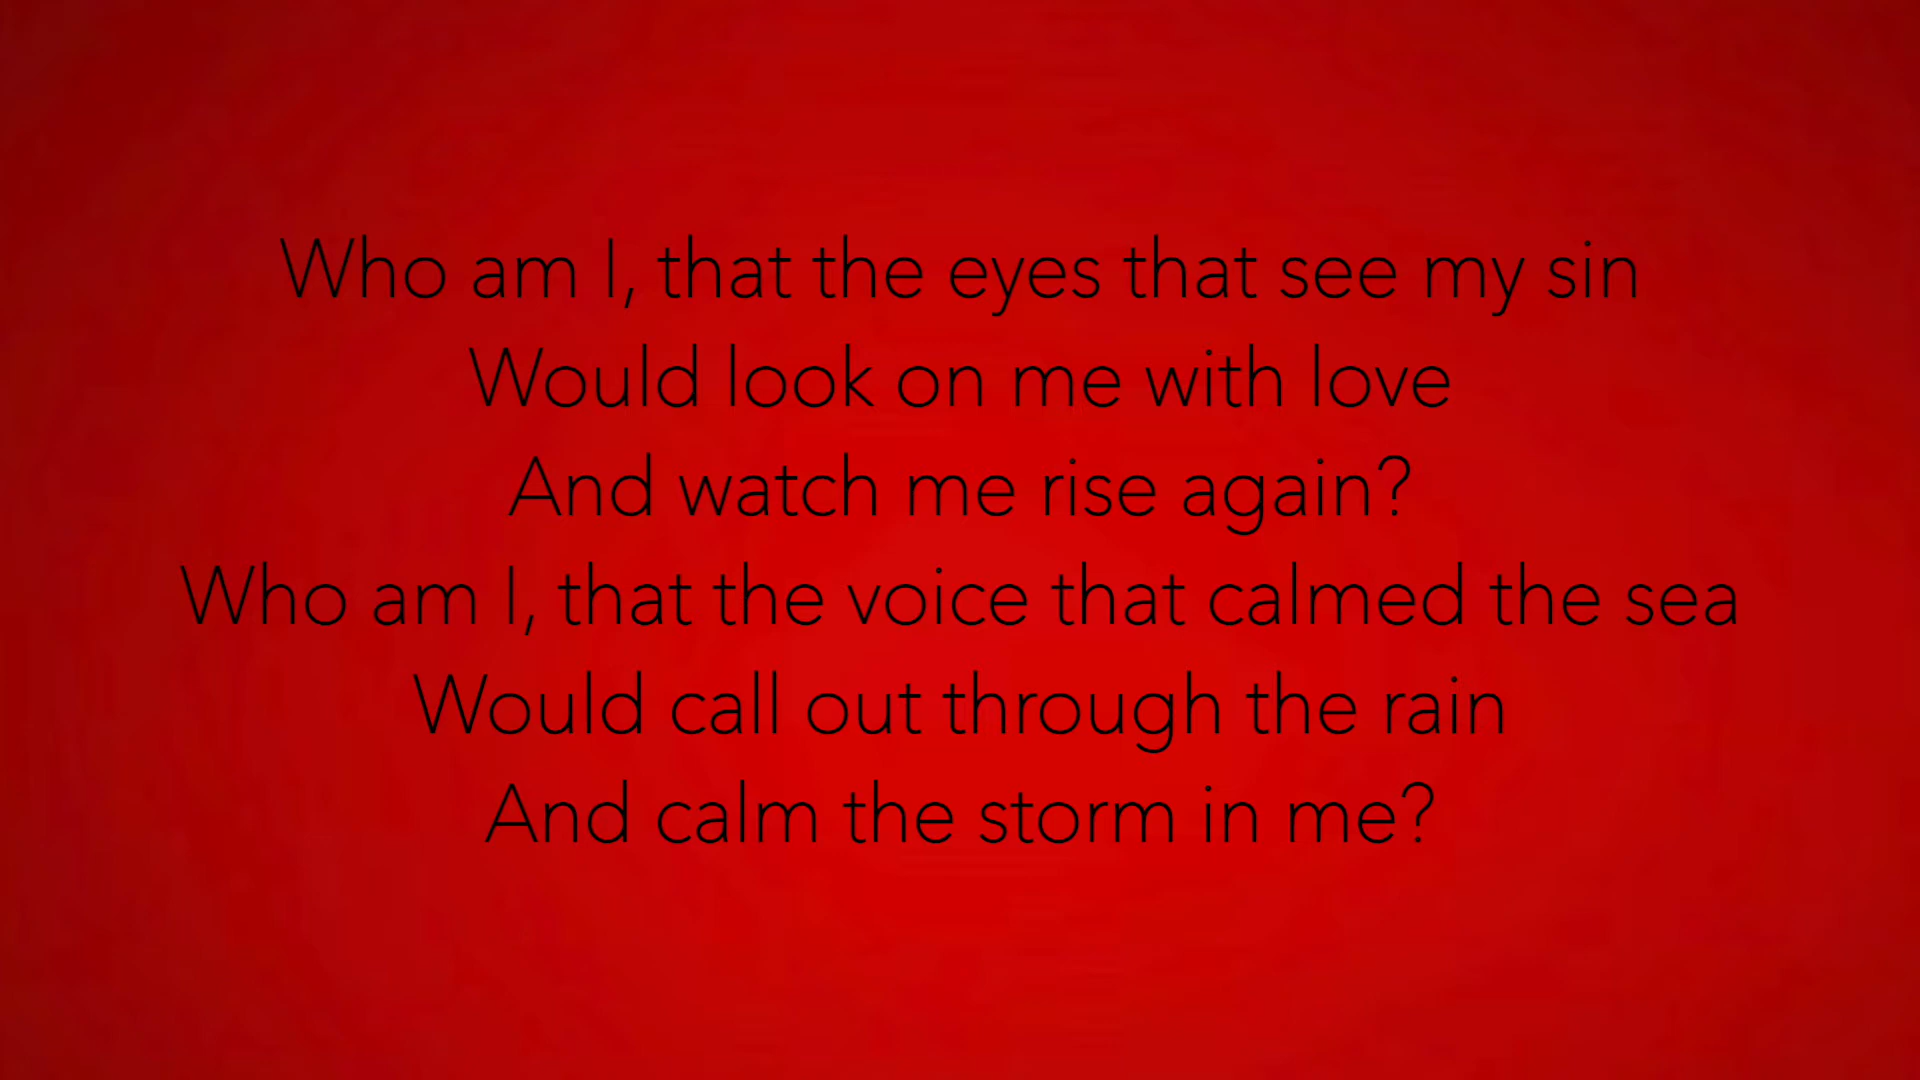 Who am I, that the eyes that see my sin
Would look on me with love
And watch me rise again?
Who am I, that the voice that calmed the sea
Would call out through the rain
And calm the storm in me?